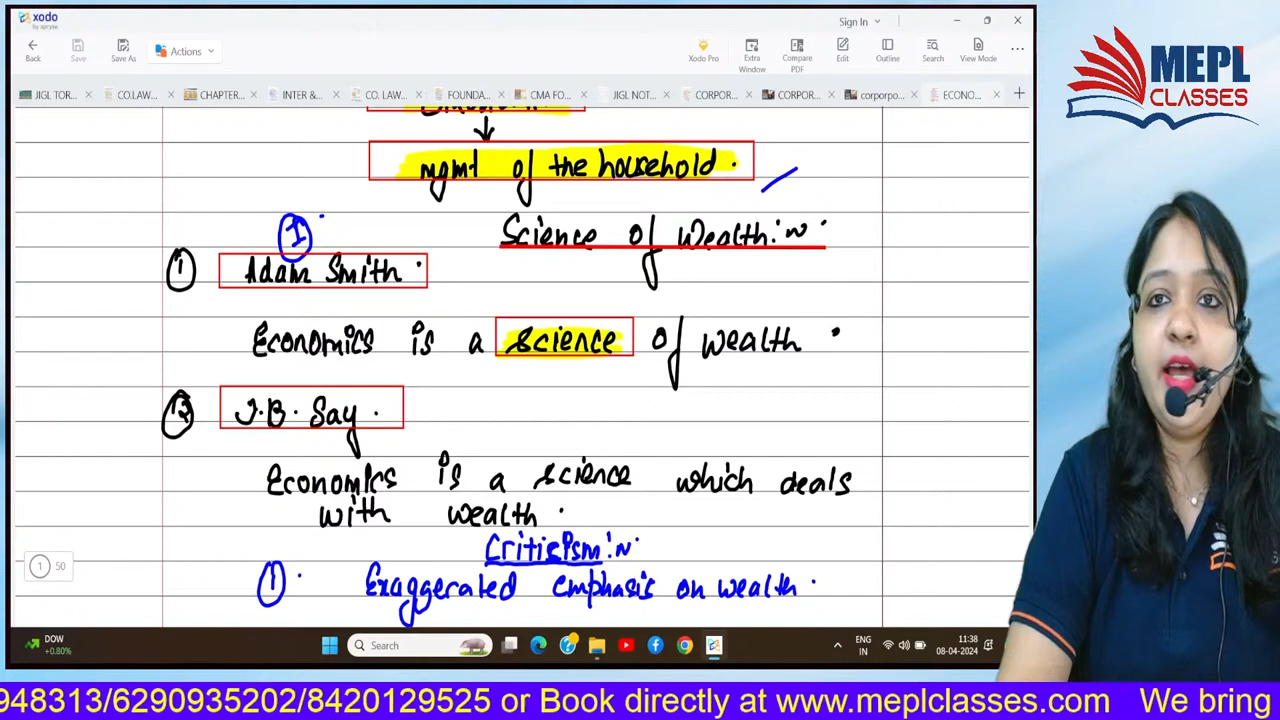 xodo
by apryse
Sign In
Back
Save
Save As
Actions
Xodo Pro
Extra Window
Compare PDF
Edit
Outline
Search
View Mode
JIGL TOR...
CO.LAW...
CHAPTER...
INTER &...
CO.LAW...
FOUNDA...
CMA FO...
JIGL NOT...
CORPOR...
CORPOR...
corporpo...
ECONO...
MEPL
CLASSES
mgmt of the household.
I
Science of Wealth:~
① Adam Smith.
Economics is a science of wealth.
② J.B. Say.
Economics is a science which deals
with wealth.
Criticism:~
①. Exaggerated emphasis on wealth.
1 50
DOW
+0.80%
Search
ENG
IN
11:38
08-04-2024
948313/6290935202/8420129525 or Book directly at www.meplclasses.com We bring